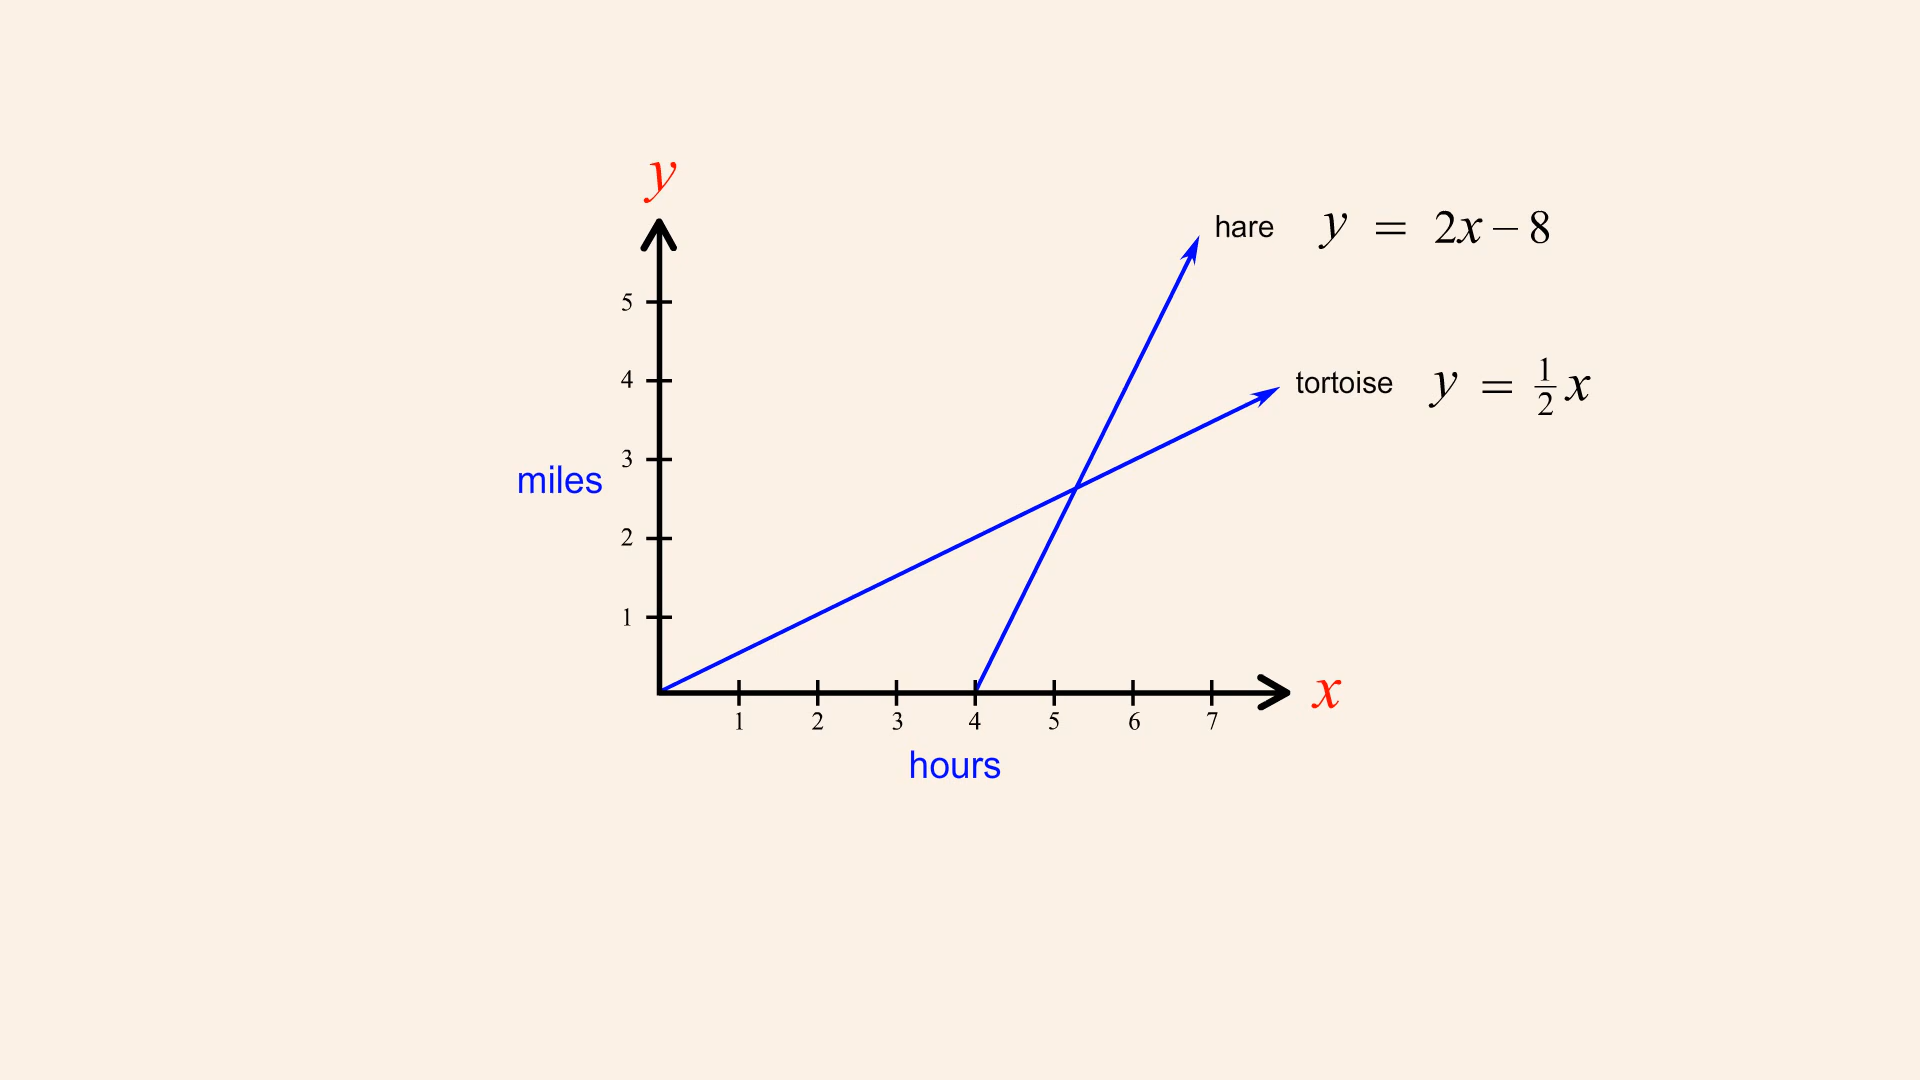 y
hare y = 2x – 8
5
4
tortoise y = 1/2 x
3
miles
2
1
x
1 2 3 4 5 6 7
hours